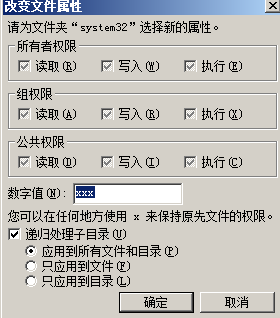 改变文件属性
请为文件夹“system32”选择新的属性。
所有者权限
读取(R) 写入(W) 执行(E)
组权限
读取(A) 写入(R) 执行(X)
公共权限
读取(D) 写入(I) 执行(C)
数字值(N): xxx
您可以在任何地方使用 x 来保持原先文件的权限。
递归处理子目录(U)
应用到所有文件和目录(P)
只应用到文件(F)
只应用到目录(L)
确定 取消